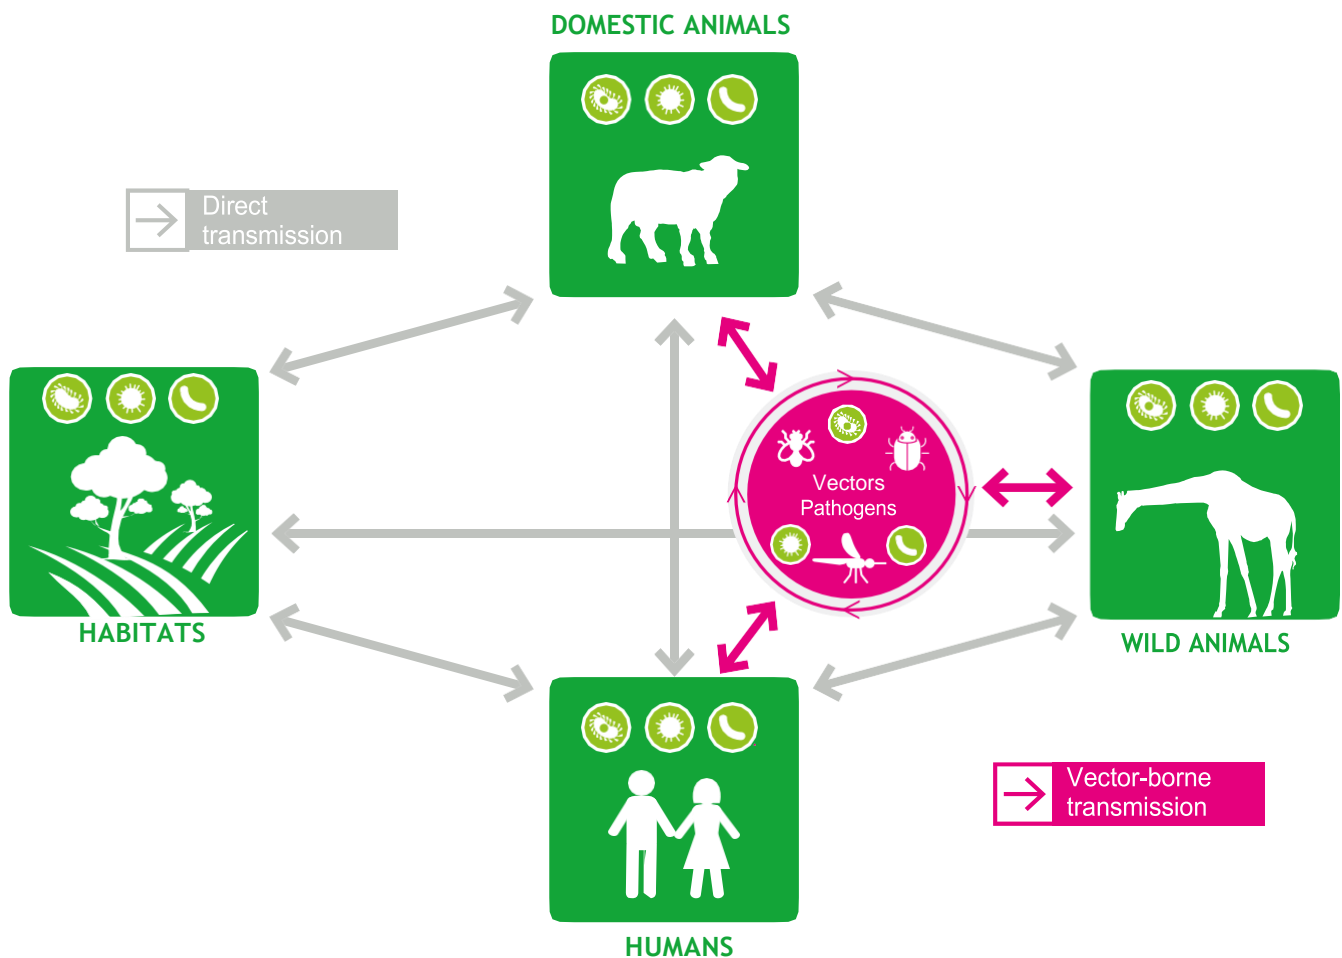 DOMESTIC ANIMALS
Direct
transmission
Vectors
Pathogens
HABITATS
WILD ANIMALS
Vector-borne
transmission
HUMANS